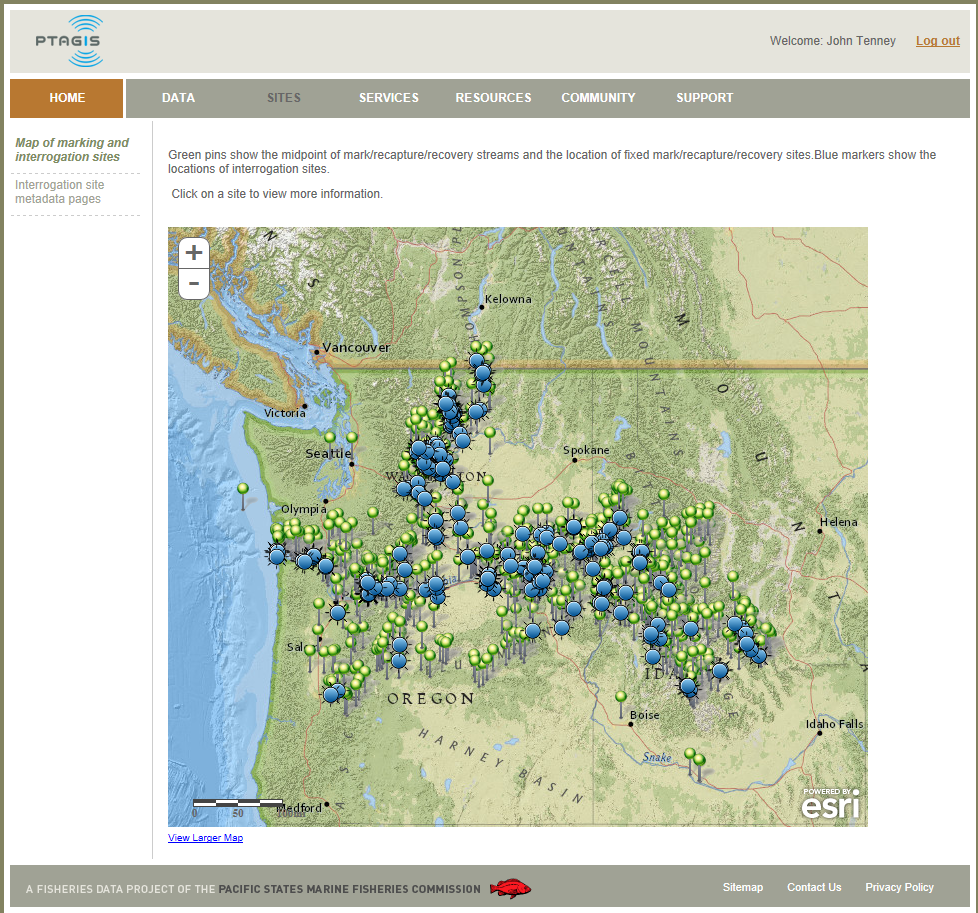 PTAGIS
Welcome: John Tenney
Log out
HOME
DATA
SITES
SERVICES
RESOURCES
COMMUNITY
SUPPORT
Map of marking and
interrogation sites
Interrogation site
metadata pages
Green pins show the midpoint of mark/recapture/recovery streams and the location of fixed mark/recapture/recovery sites.Blue markers show the
locations of interrogation sites.
Click on a site to view more information.
+
-
Kelowna
Vancouver
Victoria
Seattle
Spokane
Olympia
Helena
OREGON
Boise
Idaho Falls
Snake
HARNEY BASIN
Medford
0 50
POWERED BY
esri
View Larger Map
A FISHERIES DATA PROJECT OF THE PACIFIC STATES MARINE FISHERIES COMMISSION
Sitemap
Contact Us
Privacy Policy